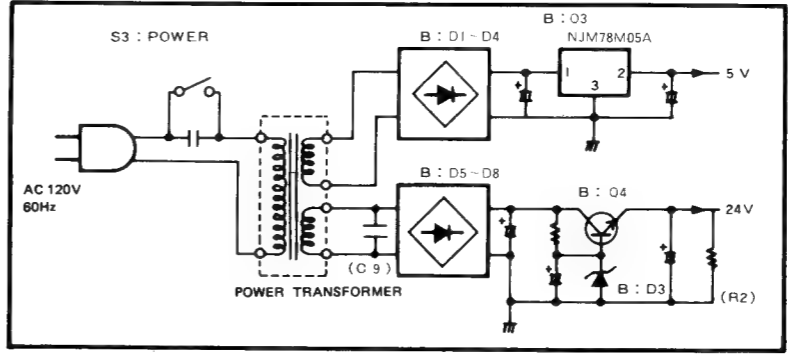 S3 : POWER
B : D1~D4
B : Q3
NJM78M05A
1
2
3
5 V
AC 120V
60Hz
B : D5~D8
B : Q4
24V
(C 9)
B : D3
(R2)
POWER TRANSFORMER